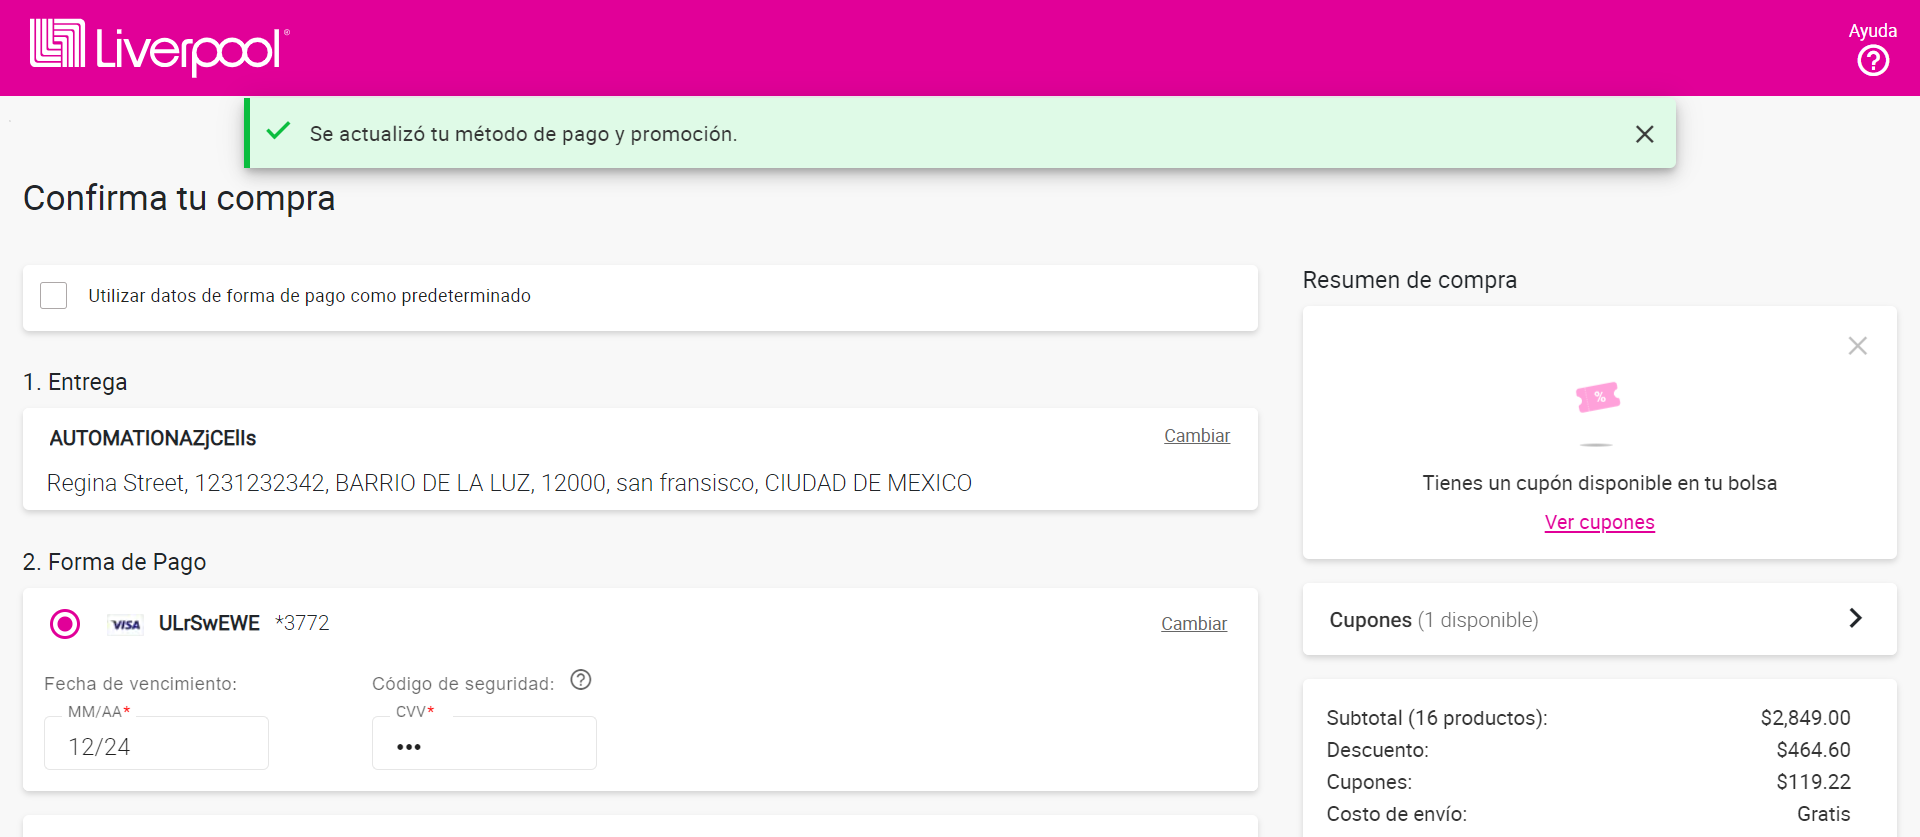 Liverpool®
Ayuda
Se actualizó tu método de pago y promoción.
Confirma tu compra
Utilizar datos de forma de pago como predeterminado
1. Entrega
AUTOMATIONAZjCElls
Cambiar
Regina Street, 1231232342, BARRIO DE LA LUZ, 12000, san fransisco, CIUDAD DE MEXICO
2. Forma de Pago
VISA ULrSwEWE *3772
Cambiar
Fecha de vencimiento:
MM/AA*
12/24
Código de seguridad:
CVV*
•••
Resumen de compra
%
Tienes un cupón disponible en tu bolsa
Ver cupones
Cupones (1 disponible)
Subtotal (16 productos): $2,849.00
Descuento: $464.60
Cupones: $119.22
Costo de envío: Gratis